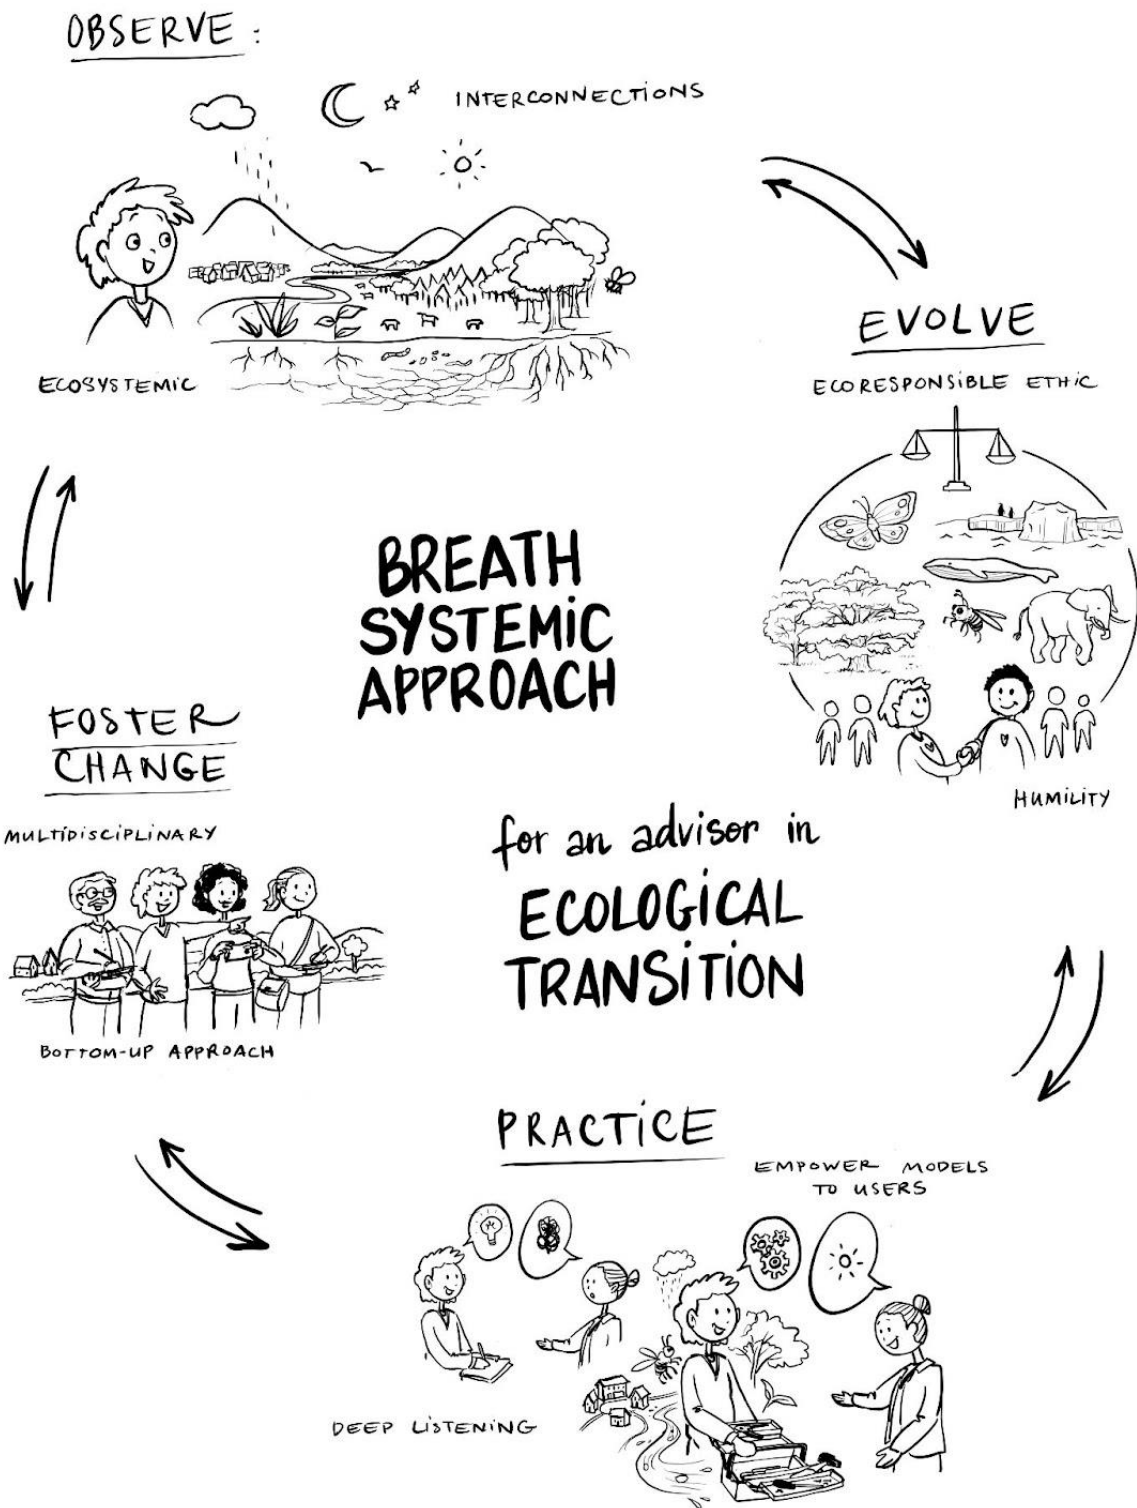 OBSERVE :
INTERCONNECTIONS
ECOSYSTEMIC
EVOLVE
ECORESPONSIBLE ETHIC
HUMILITY
BREATH
SYSTEMIC
APPROACH
for an advisor in
ECOLOGICAL
TRANSITION
FOSTER
CHANGE
MULTIDISCIPLINARY
BOTTOM-UP APPROACH
PRACTICE
EMPOWER MODELS
TO USERS
DEEP LISTENING